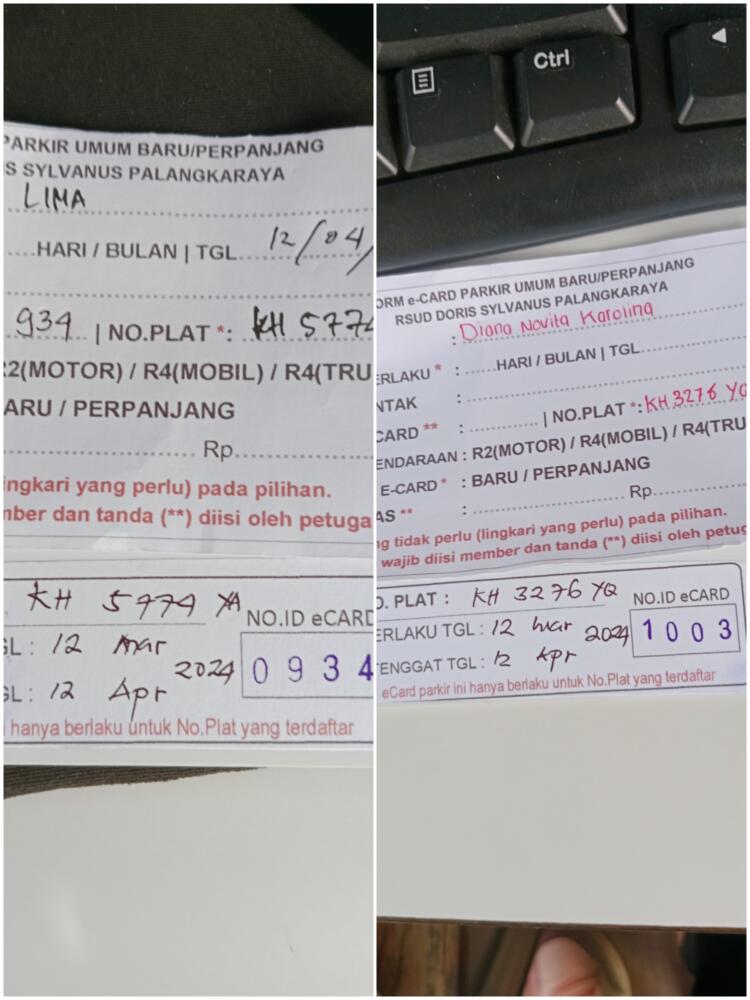 PARKIR UMUM BARU/PERPANJANG
S SYLVANUS PALANGKARAYA
LIMA
HARI / BULAN | TGL 12/04/
934 | NO.PLAT *: KH 5774
R2(MOTOR) / R4(MOBIL) / R4(TRU
ARU / PERPANJANG
Rp
ingkari yang perlu) pada pilihan.
mber dan tanda (**) diisi oleh petuga
KH 5774 YA
NO.ID eCARD
GL : 12 Mar
2024
0934
GL : 12 Apr
i hanya berlaku untuk No.Plat yang terdaftar
Ctrl
ORM e-CARD PARKIR UMUM BARU/PERPANJANG
RSUD DORIS SYLVANUS PALANGKARAYA
: Diana Novita Karolina
ERLAKU * : HARI / BULAN | TGL
NTAK :
CARD ** : | NO.PLAT *: KH 3276 YQ
ENDARAAN : R2(MOTOR) / R4(MOBIL) / R4(TRU
E-CARD * : BARU / PERPANJANG
AS ** : Rp
g tidak perlu (lingkari yang perlu) pada pilihan.
wajib diisi member dan tanda (**) diisi oleh petug
O. PLAT : KH 3276 YQ
NO.ID eCARD
ERLAKU TGL : 12 Mar
2024
1003
ENGGAT TGL : 12 Apr
eCard parkir ini hanya berlaku untuk No.Plat yang terdaftar